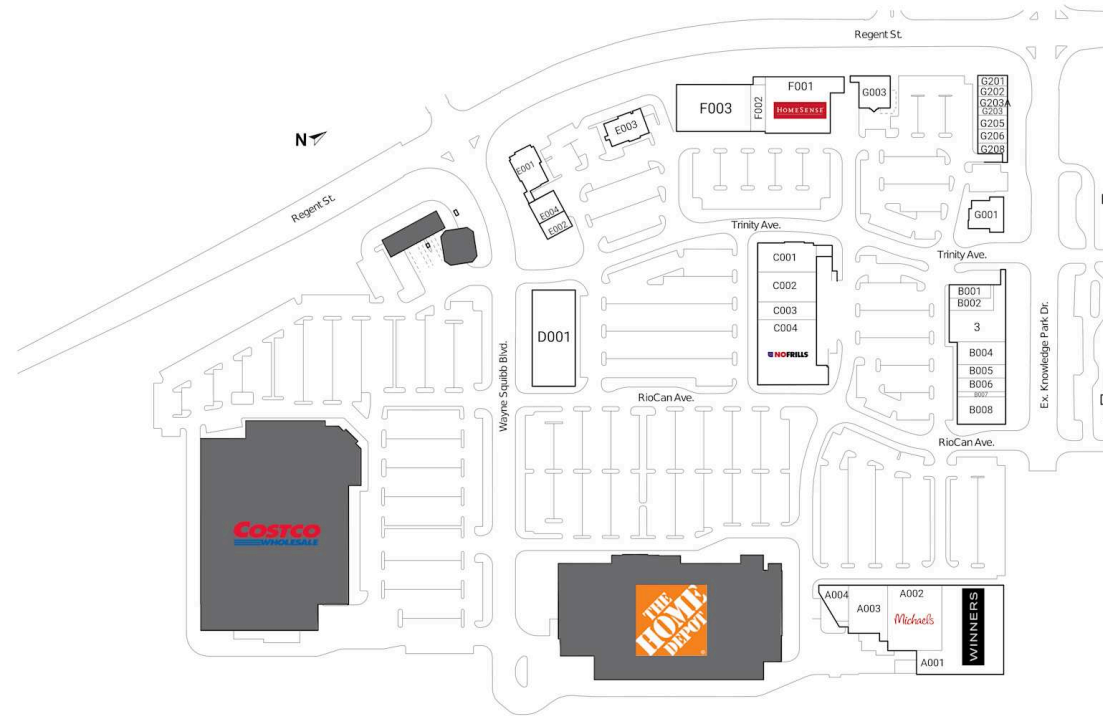 Regent St.
F001
HOMESENSE
F003
F002
G003
G201
G202
G203A
G203
G205
G206
G208
N
E003
E001
E004
E002
Regent St.
G001
Trinity Ave.
Trinity Ave.
C001
C002
C003
C004
NOFRILLS
B001
B002
3
B004
B005
B006
B007
B008
D001
Wayne Squibb Blvd.
Ex. Knowledge Park Dr.
RioCan Ave.
RioCan Ave.
COSTCO
WHOLESALE
THE
HOME
DEPOT
A004
A003
A002
Michaels
WINNERS
A001